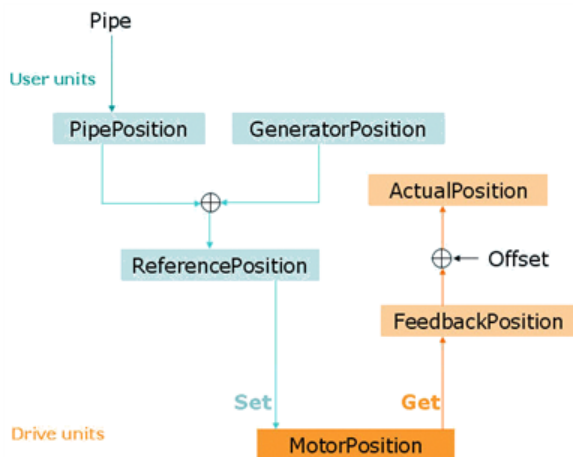 Pipe
User units
PipePosition
GeneratorPosition
ActualPosition
ReferencePosition
Offset
FeedbackPosition
Set
Get
Drive units
MotorPosition